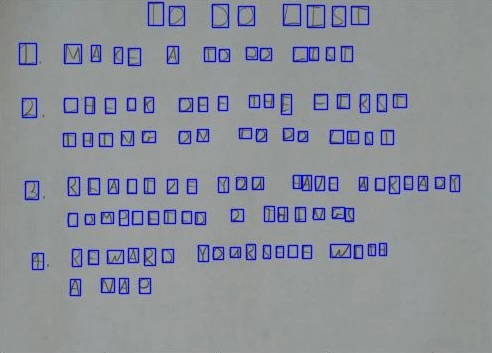 TO DO LIST
1. MAKE A TO DO LIST
2. CHECK OFF THE FIRST
THING ON TO DO LIST
3. REALIZE YOU HAVE ALREADY
COMPLETED 2 THINGS
4. REWARD YOURSELF WITH
A NAP